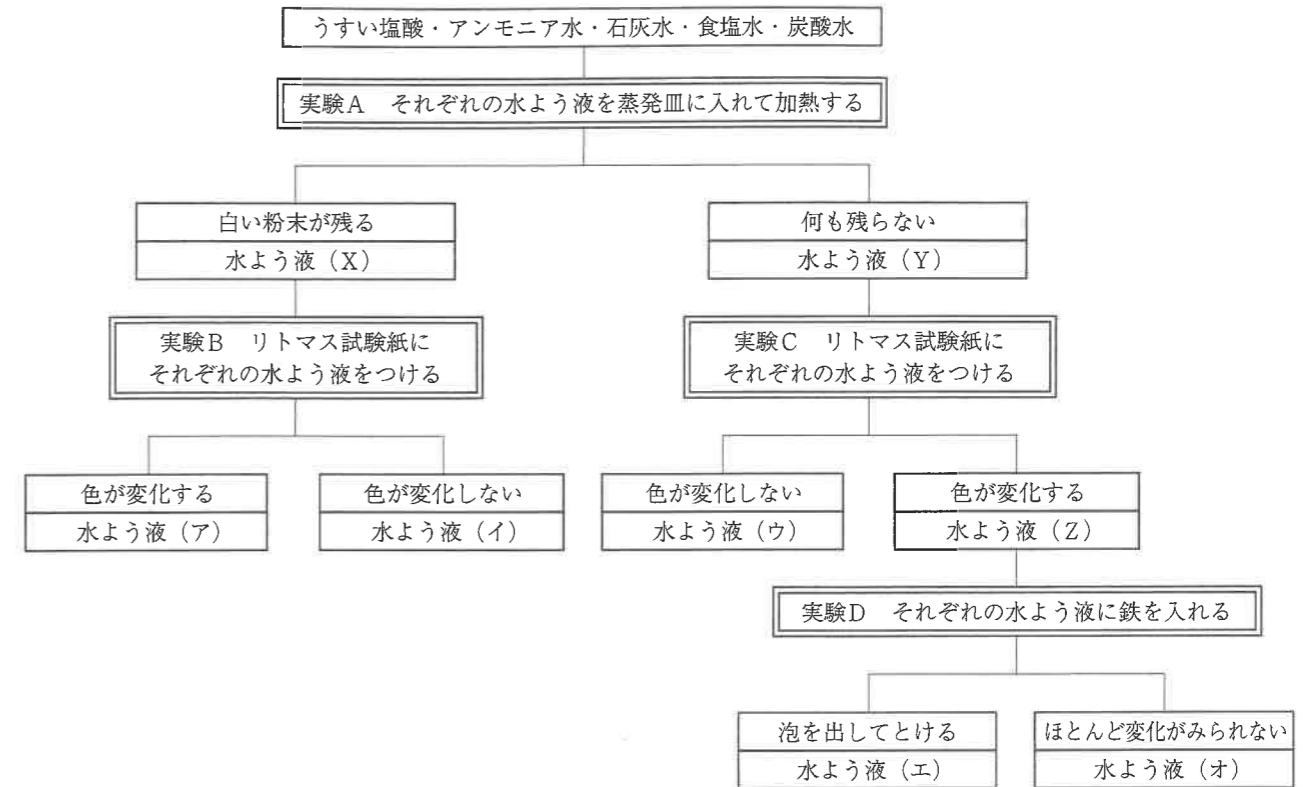 うすい塩酸・アンモニア水・石灰水・食塩水・炭酸水
実験A　それぞれの水よう液を蒸発皿に入れて加熱する
白い粉末が残る
水よう液（X）
何も残らない
水よう液（Y）
実験B　リトマス試験紙に
それぞれの水よう液をつける
実験C　リトマス試験紙に
それぞれの水よう液をつける
色が変化する
水よう液（ア）
色が変化しない
水よう液（イ）
色が変化しない
水よう液（ウ）
色が変化する
水よう液（Z）
実験D　それぞれの水よう液に鉄を入れる
泡を出してとける
水よう液（エ）
ほとんど変化がみられない
水よう液（オ）